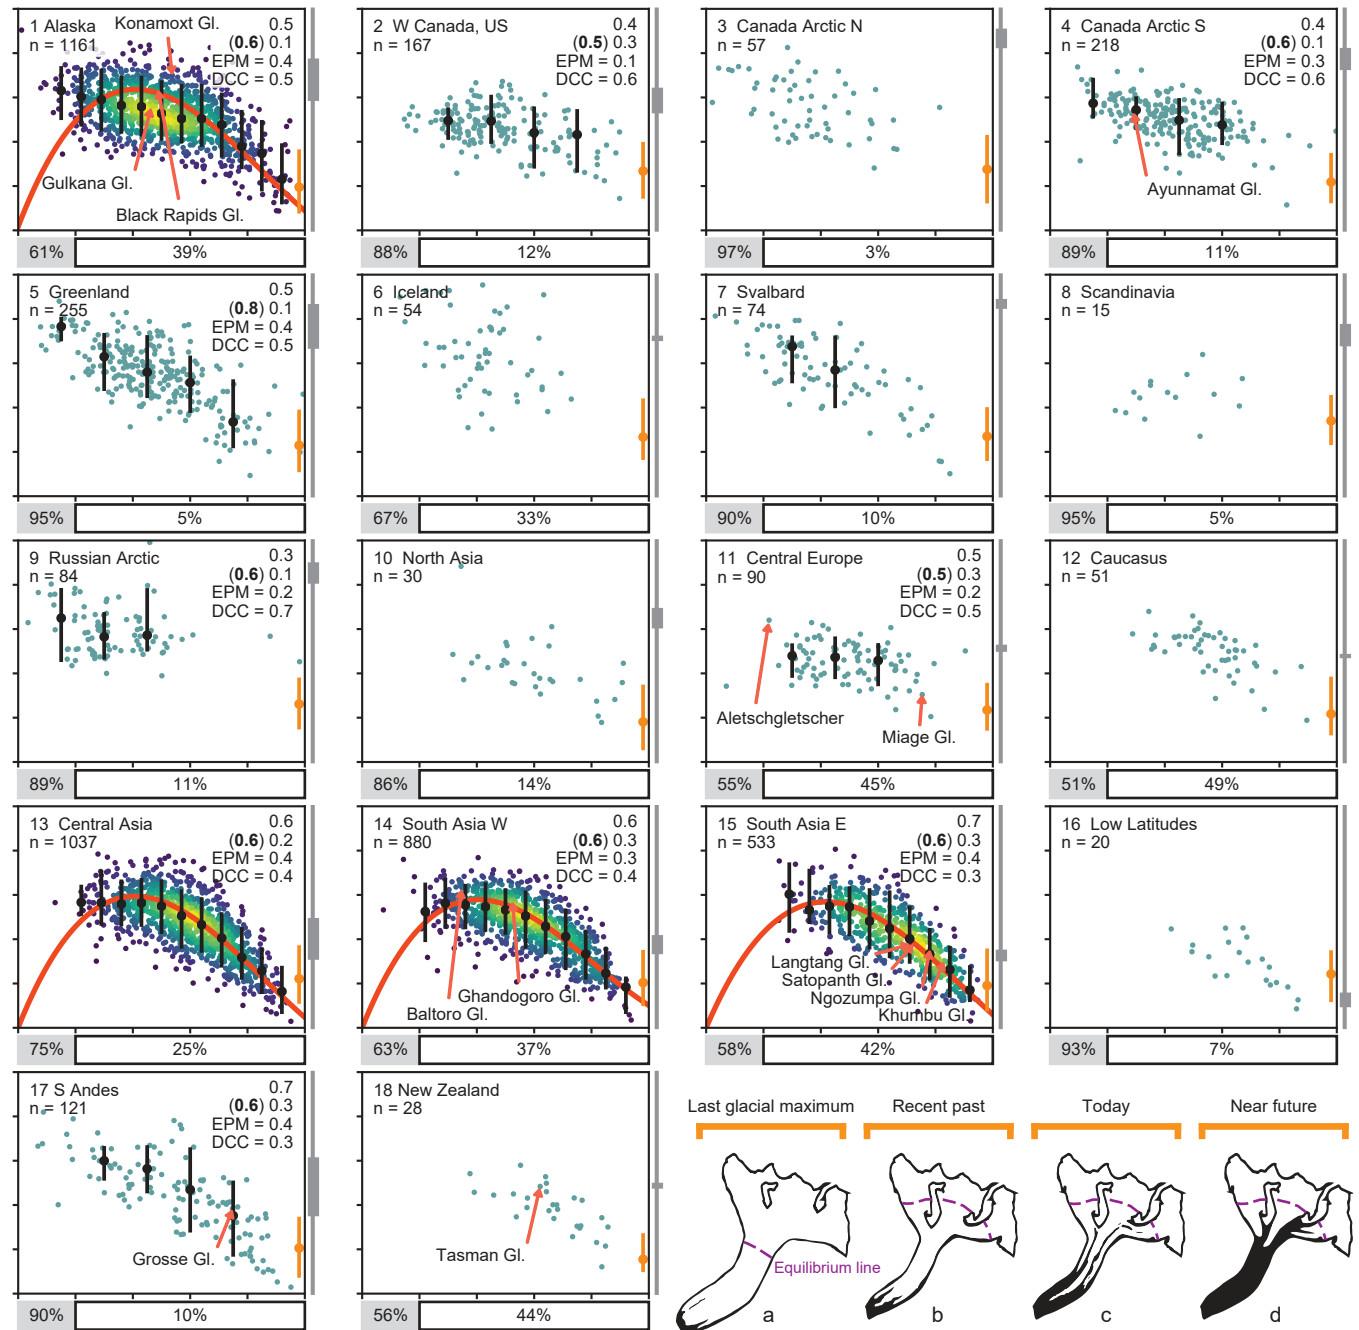 1 Alaska
n = 1161
Konamoxt Gl.
0.5
(0.6) 0.1
EPM = 0.4
DCC = 0.5
Gulkana Gl.
Black Rapids Gl.
61%
39%
2 W Canada, US
n = 167
0.4
(0.5) 0.3
EPM = 0.1
DCC = 0.6
88%
12%
3 Canada Arctic N
n = 57
97%
3%
4 Canada Arctic S
n = 218
0.4
(0.6) 0.1
EPM = 0.3
DCC = 0.6
Ayunnamat Gl.
89%
11%
5 Greenland
n = 255
0.5
(0.8) 0.1
EPM = 0.4
DCC = 0.5
95%
5%
6 Iceland
n = 54
67%
33%
7 Svalbard
n = 74
90%
10%
8 Scandinavia
n = 15
95%
5%
9 Russian Arctic
n = 84
0.3
(0.6) 0.1
EPM = 0.2
DCC = 0.7
89%
11%
10 North Asia
n = 30
86%
14%
11 Central Europe
n = 90
0.5
(0.5) 0.3
EPM = 0.2
DCC = 0.5
Aletschgletscher
Miage Gl.
55%
45%
12 Caucasus
n = 51
51%
49%
13 Central Asia
n = 1037
0.6
(0.6) 0.2
EPM = 0.4
DCC = 0.4
75%
25%
14 South Asia W
n = 880
0.6
(0.6) 0.3
EPM = 0.3
DCC = 0.4
Ghandogoro Gl.
Baltoro Gl.
63%
37%
15 South Asia E
n = 533
0.7
(0.6) 0.3
EPM = 0.4
DCC = 0.3
Langtang Gl.
Satopanth Gl.
Ngozumpa Gl.
Khumbu Gl.
58%
42%
16 Low Latitudes
n = 20
93%
7%
17 S Andes
n = 121
0.7
(0.6) 0.3
EPM = 0.4
DCC = 0.3
Grosse Gl.
90%
10%
18 New Zealand
n = 28
Tasman Gl.
56%
44%
Last glacial maximum
Recent past
Today
Near future
Equilibrium line
a
b
c
d